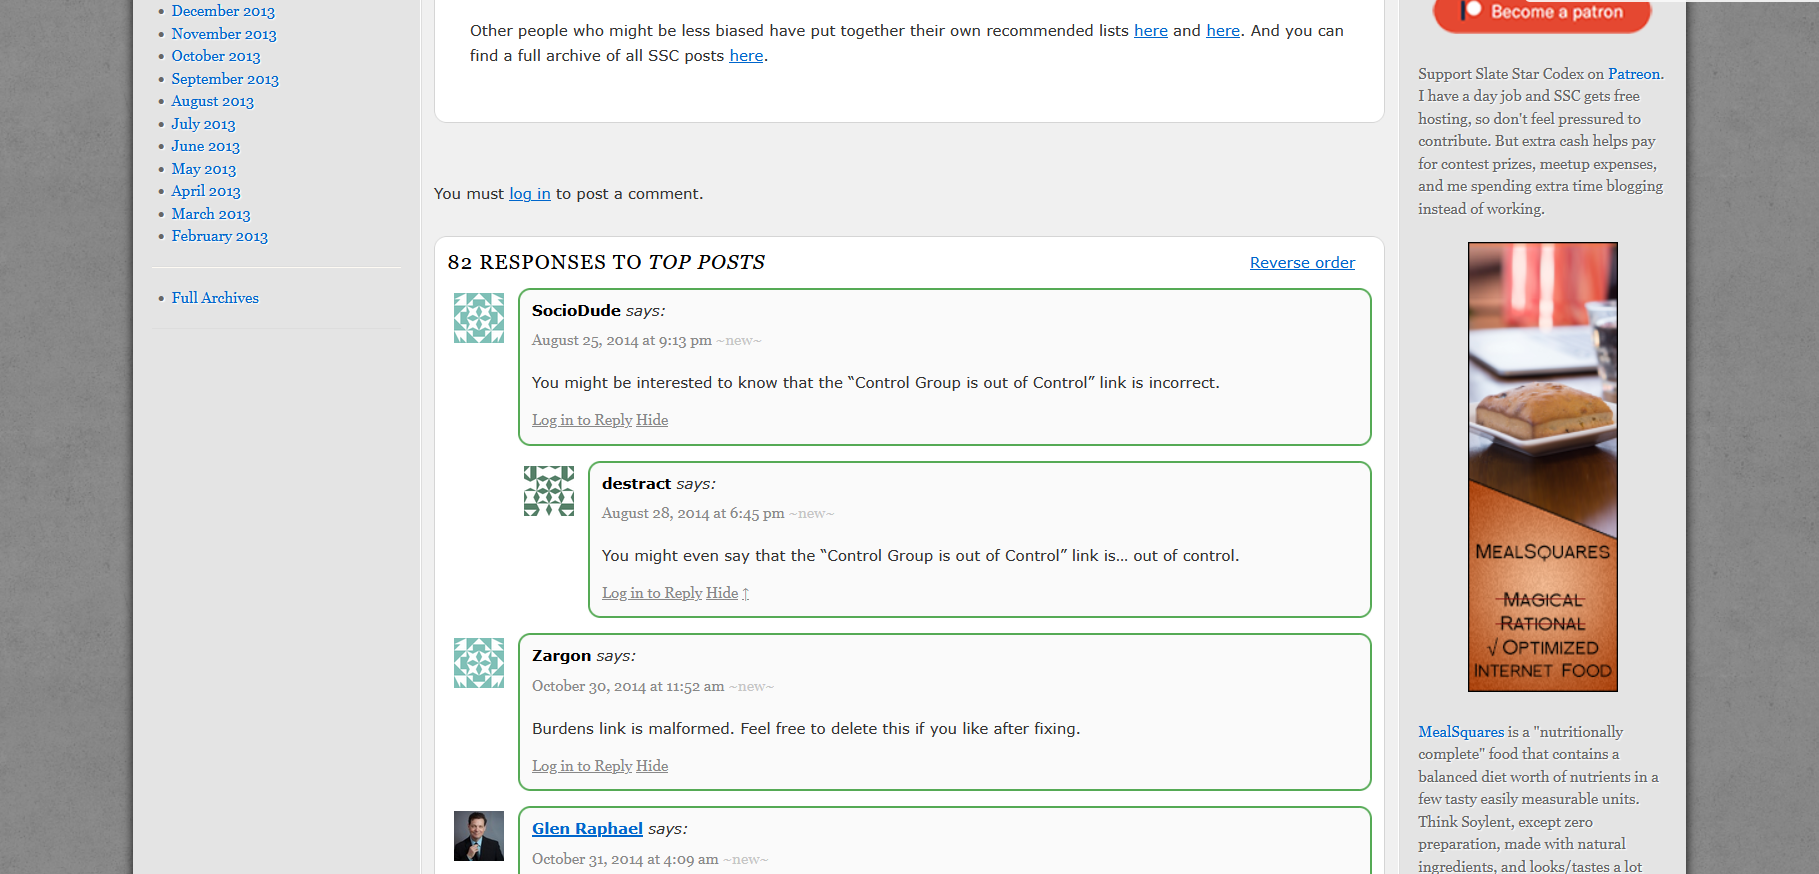 December 2013
November 2013
October 2013
September 2013
August 2013
July 2013
June 2013
May 2013
April 2013
March 2013
February 2013
Full Archives
Other people who might be less biased have put together their own recommended lists here and here. And you can
find a full archive of all SSC posts here.
You must log in to post a comment.
82 RESPONSES TO TOP POSTS
Reverse order
SocioDude says:
August 25, 2014 at 9:13 pm ~new~
You might be interested to know that the “Control Group is out of Control” link is incorrect.
Log in to Reply Hide
destract says:
August 28, 2014 at 6:45 pm ~new~
You might even say that the “Control Group is out of Control” link is… out of control.
Log in to Reply Hide ↑
Zargon says:
October 30, 2014 at 11:52 am ~new~
Burdens link is malformed. Feel free to delete this if you like after fixing.
Log in to Reply Hide
Glen Raphael says:
October 31, 2014 at 4:09 am ~new~
Become a patron
Support Slate Star Codex on Patreon.
I have a day job and SSC gets free
hosting, so don't feel pressured to
contribute. But extra cash helps pay
for contest prizes, meetup expenses,
and me spending extra time blogging
instead of working.
MEALSQUARES
MAGICAL
RATIONAL
√ OPTIMIZED
INTERNET FOOD
MealSquares is a "nutritionally
complete" food that contains a
balanced diet worth of nutrients in a
few tasty easily measurable units.
Think Soylent, except zero
preparation, made with natural
ingredients, and looks/tastes a lot